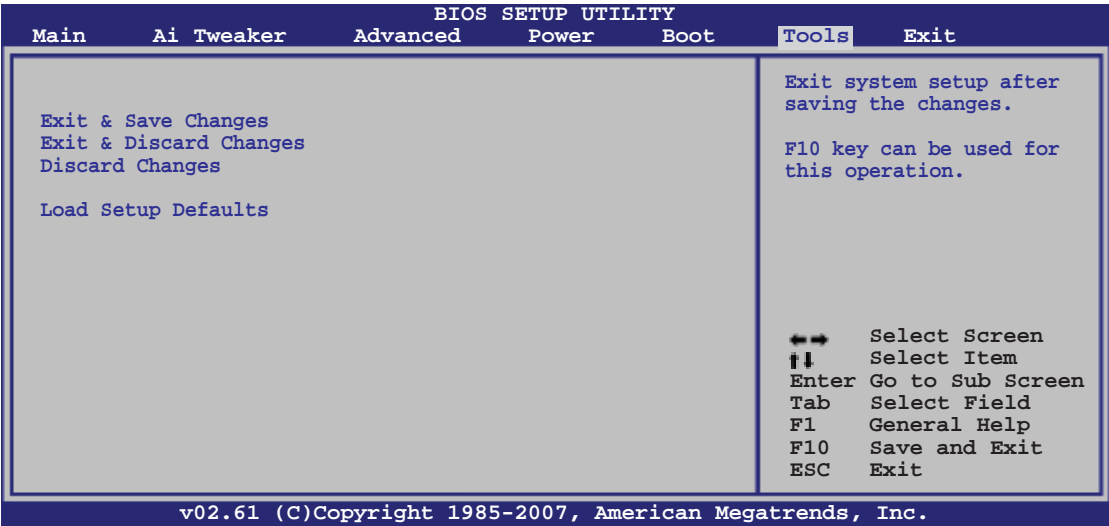 BIOS SETUP UTILITY
Main Ai Tweaker Advanced Power Boot Tools Exit
Exit & Save Changes
Exit & Discard Changes
Discard Changes
Load Setup Defaults
Exit system setup after
saving the changes.
F10 key can be used for
this operation.
←→ Select Screen
↑↓ Select Item
Enter Go to Sub Screen
Tab Select Field
F1 General Help
F10 Save and Exit
ESC Exit
v02.61 (C)Copyright 1985-2007, American Megatrends, Inc.